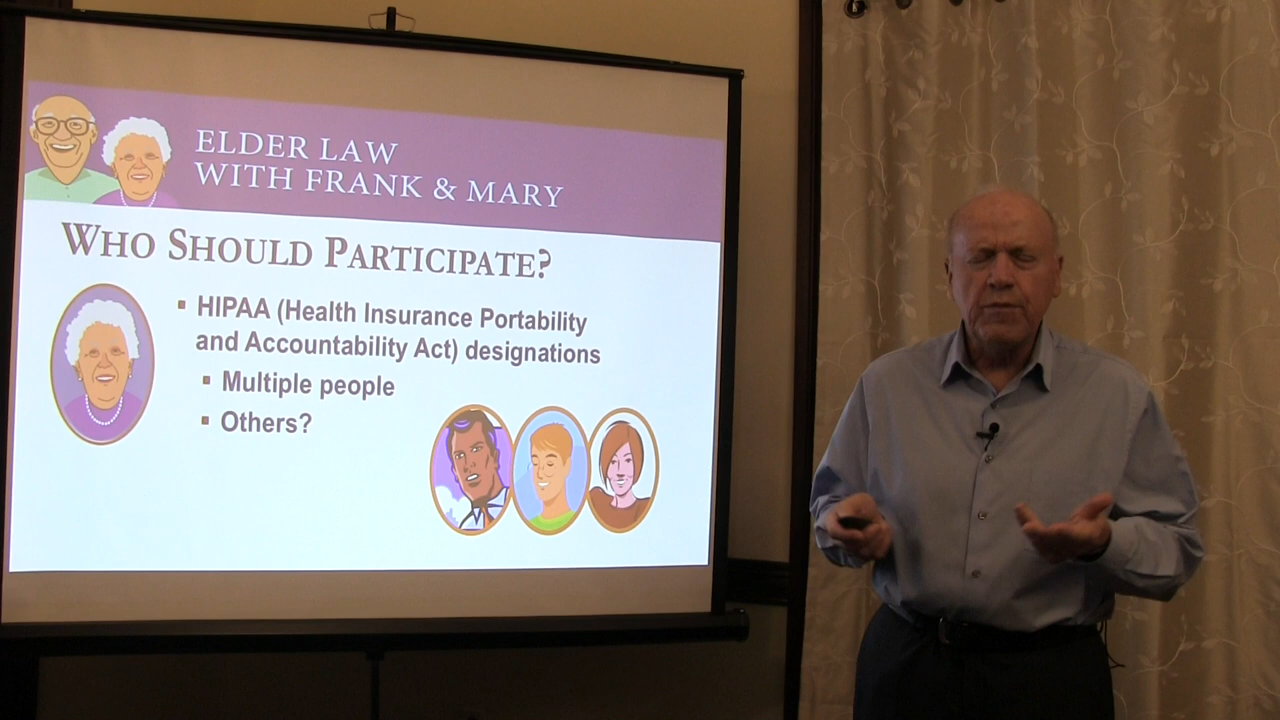 ELDER LAW
WITH FRANK & MARY
WHO SHOULD PARTICIPATE?
▪ HIPAA (Health Insurance Portability
and Accountability Act) designations
▪ Multiple people
▪ Others?